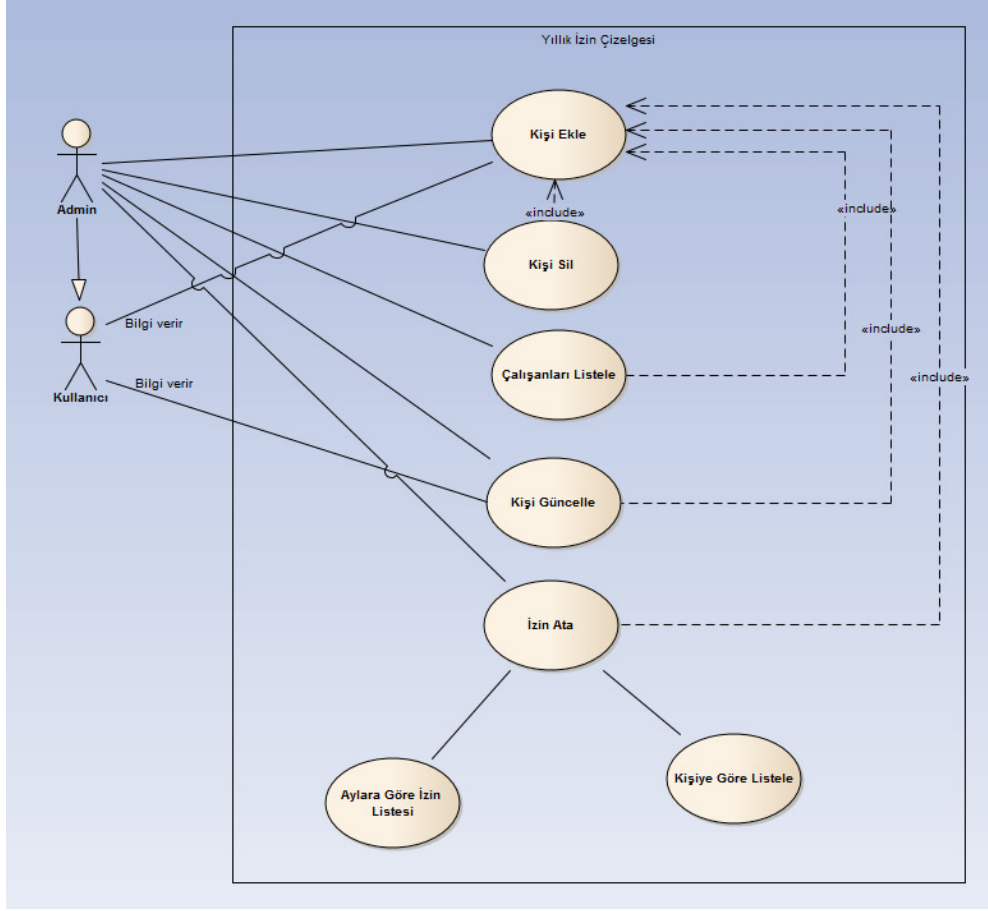 Yıllık İzin Çizelgesi
Kişi Ekle
Admin
«include»
«include»
Kişi Sil
Bilgi verir
«include»
Kullanıcı
Bilgi verir
Çalışanları Listele
«include»
Kişi Güncelle
İzin Ata
Aylara Göre İzin
Listesi
Kişiye Göre Listele